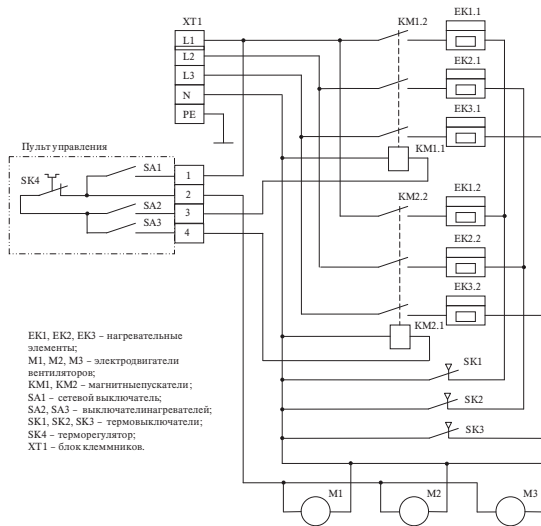 XT1
L1
L2
L3
N
PE
KM1.2
EK1.1
EK2.1
EK3.1
KM1.1
Пульт управления
SK4
SA1
SA2
SA3
1
2
3
4
KM2.2
EK1.2
EK2.2
EK3.2
KM2.1
SK1
SK2
SK3
EK1, EK2, EK3 – нагревательные
элементы;
M1, M2, M3 – электродвигатели
вентиляторов;
KM1, KM2 – магнитныепускатели;
SA1 – сетевой выключатель;
SA2, SA3 – выключателинагревателей;
SK1, SK2, SK3 – термовыключатели;
SK4 – терморегулятор;
XT1 – блок клеммников.
M1
M2
M3